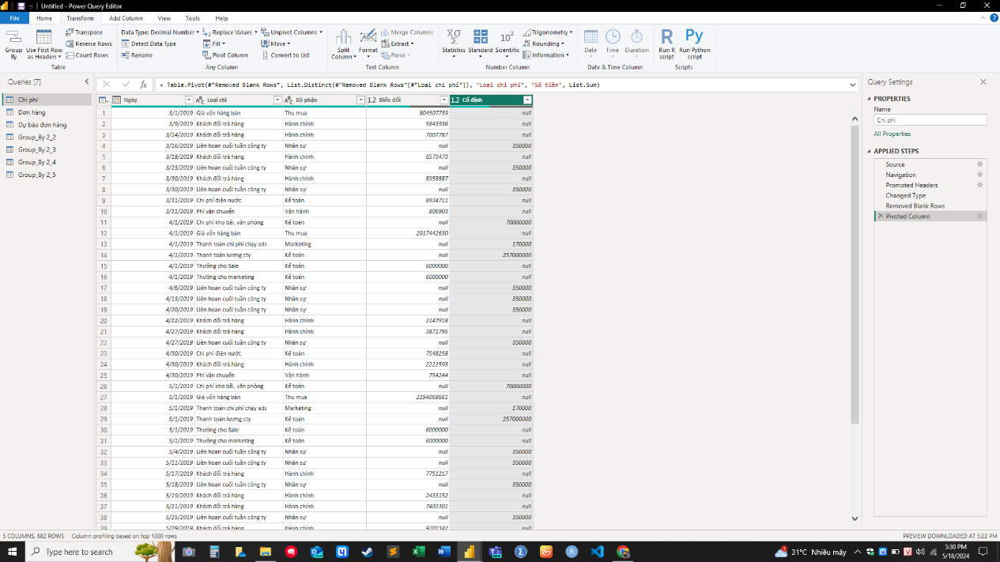 Untitled - Power Query Editor
File Home Transform Add Column View Tools Help
Group By
Use First Row as Headers
Transpose
Reverse Rows
Count Rows
Table
Data Type: Decimal Number
Detect Data Type
Rename
Replace Values
Fill
Pivot Column
Unpivot Columns
Move
Convert to List
Any Column
Split Column
Format
Merge Columns
Extract
Parse
Text Column
Statistics
Standard
Scientific
Trigonometry
Rounding
Information
Number Column
Date
Time
Duration
Date & Time Column
Run R script
Run Python script
Scripts
Queries [7]
Chi phí
Đơn hàng
Dự báo đơn hàng
Group_By 2_2
Group_By 2_3
Group_By 2_4
Group_By 2_5
= Table.Pivot(#"Removed Blank Rows", List.Distinct(#"Removed Blank Rows"[#"Loại chi phí"]), "Loại chi phí", "Số tiền", List.Sum)
Ngày Loại chi Bộ phận 1.2 Biến đổi 1.2 Cố định
1 3/1/2019 Giá vốn hàng bán Thu mua 804507739 null
2 3/9/2019 Khách đổi trả hàng Hành chính 5643936 null
3 3/14/2019 Khách đổi trả hàng Hành chính 7007787 null
4 3/16/2019 Liên hoan cuối tuần công ty Nhân sự null 350000
5 3/18/2019 Khách đổi trả hàng Hành chính 6573473 null
6 3/23/2019 Liên hoan cuối tuần công ty Nhân sự null 350000
7 3/30/2019 Khách đổi trả hàng Hành chính 8958887 null
8 3/30/2019 Liên hoan cuối tuần công ty Nhân sự null 350000
9 3/31/2019 Chi phí điện nước Kế toán 8934711 null
10 3/31/2019 Phí vận chuyển Vận hành 806903 null
11 4/1/2019 Chi phí kho bãi, văn phòng Kế toán null 70000000
12 4/1/2019 Giá vốn hàng bán Thu mua 2917442630 null
13 4/1/2019 Thanh toán chi phí chạy ads Marketing null 170000
14 4/1/2019 Thanh toán lương cty Kế toán null 257000000
15 4/1/2019 Thưởng cho Sale Kế toán 6000000 null
16 4/1/2019 Thưởng cho marketing Kế toán 6000000 null
17 4/6/2019 Liên hoan cuối tuần công ty Nhân sự null 350000
18 4/13/2019 Liên hoan cuối tuần công ty Nhân sự null 350000
19 4/20/2019 Liên hoan cuối tuần công ty Nhân sự null 350000
20 4/22/2019 Khách đổi trả hàng Hành chính 2147918 null
21 4/27/2019 Khách đổi trả hàng Hành chính 3871795 null
22 4/27/2019 Liên hoan cuối tuần công ty Nhân sự null 350000
23 4/30/2019 Chi phí điện nước Kế toán 7548258 null
24 4/30/2019 Khách đổi trả hàng Hành chính 2222593 null
25 4/30/2019 Phí vận chuyển Vận hành 754244 null
26 5/1/2019 Chi phí kho bãi, văn phòng Kế toán null 70000000
27 5/1/2019 Giá vốn hàng bán Thu mua 2194068661 null
28 5/1/2019 Thanh toán chi phí chạy ads Marketing null 170000
29 5/1/2019 Thanh toán lương cty Kế toán null 257000000
30 5/1/2019 Thưởng cho Sale Kế toán 6000000 null
31 5/1/2019 Thưởng cho marketing Kế toán 6000000 null
32 5/4/2019 Liên hoan cuối tuần công ty Nhân sự null 350000
33 5/11/2019 Liên hoan cuối tuần công ty Nhân sự null 350000
34 5/17/2019 Khách đổi trả hàng Hành chính 7751217 null
35 5/18/2019 Liên hoan cuối tuần công ty Nhân sự null 350000
36 5/19/2019 Khách đổi trả hàng Hành chính 2433152 null
37 5/21/2019 Khách đổi trả hàng Hành chính 7403301 null
38 5/25/2019 Liên hoan cuối tuần công ty Nhân sự null 350000
39 5/29/2019 Khách đổi trả hàng Hành chính 9201342 null
Query Settings
PROPERTIES
Name
Chi phí
All Properties
APPLIED STEPS
Source
Navigation
Promoted Headers
Changed Type
Removed Blank Rows
Pivoted Column
5 COLUMNS, 682 ROWS Column profiling based on top 1000 rows
PREVIEW DOWNLOADED AT 5:22 PM
Type here to search
31°C Nhiều mây
5:30 PM
5/18/2024